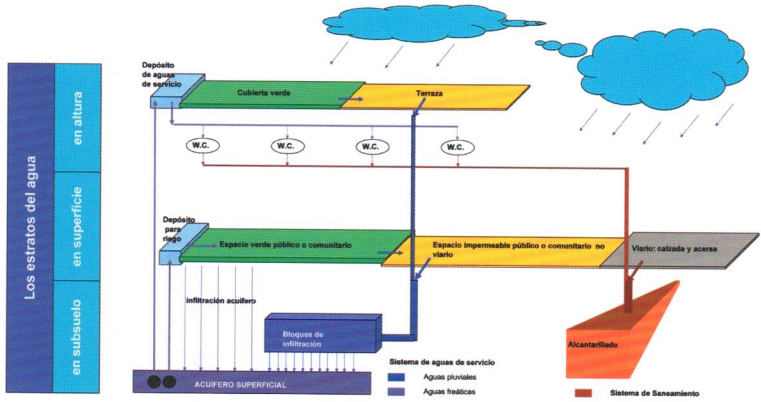 Los estratos del agua
en altura
en superficie
en subsuelo
Depósito
de aguas
de servicio
Cubierta verde
Terraza
W.C.
W.C.
W.C.
W.C.
Depósito
para
riego
Espacio verde público o comunitario
Espacio impermeable público o comunitario no
viario
Viario: calzada y aceras
infiltración acuífero
Bloques de
infiltración
Alcantarillado
ACUÍFERO SUPERFICIAL
Sistema de aguas de servicio
Aguas pluviales
Aguas freáticas
Sistema de Saneamiento